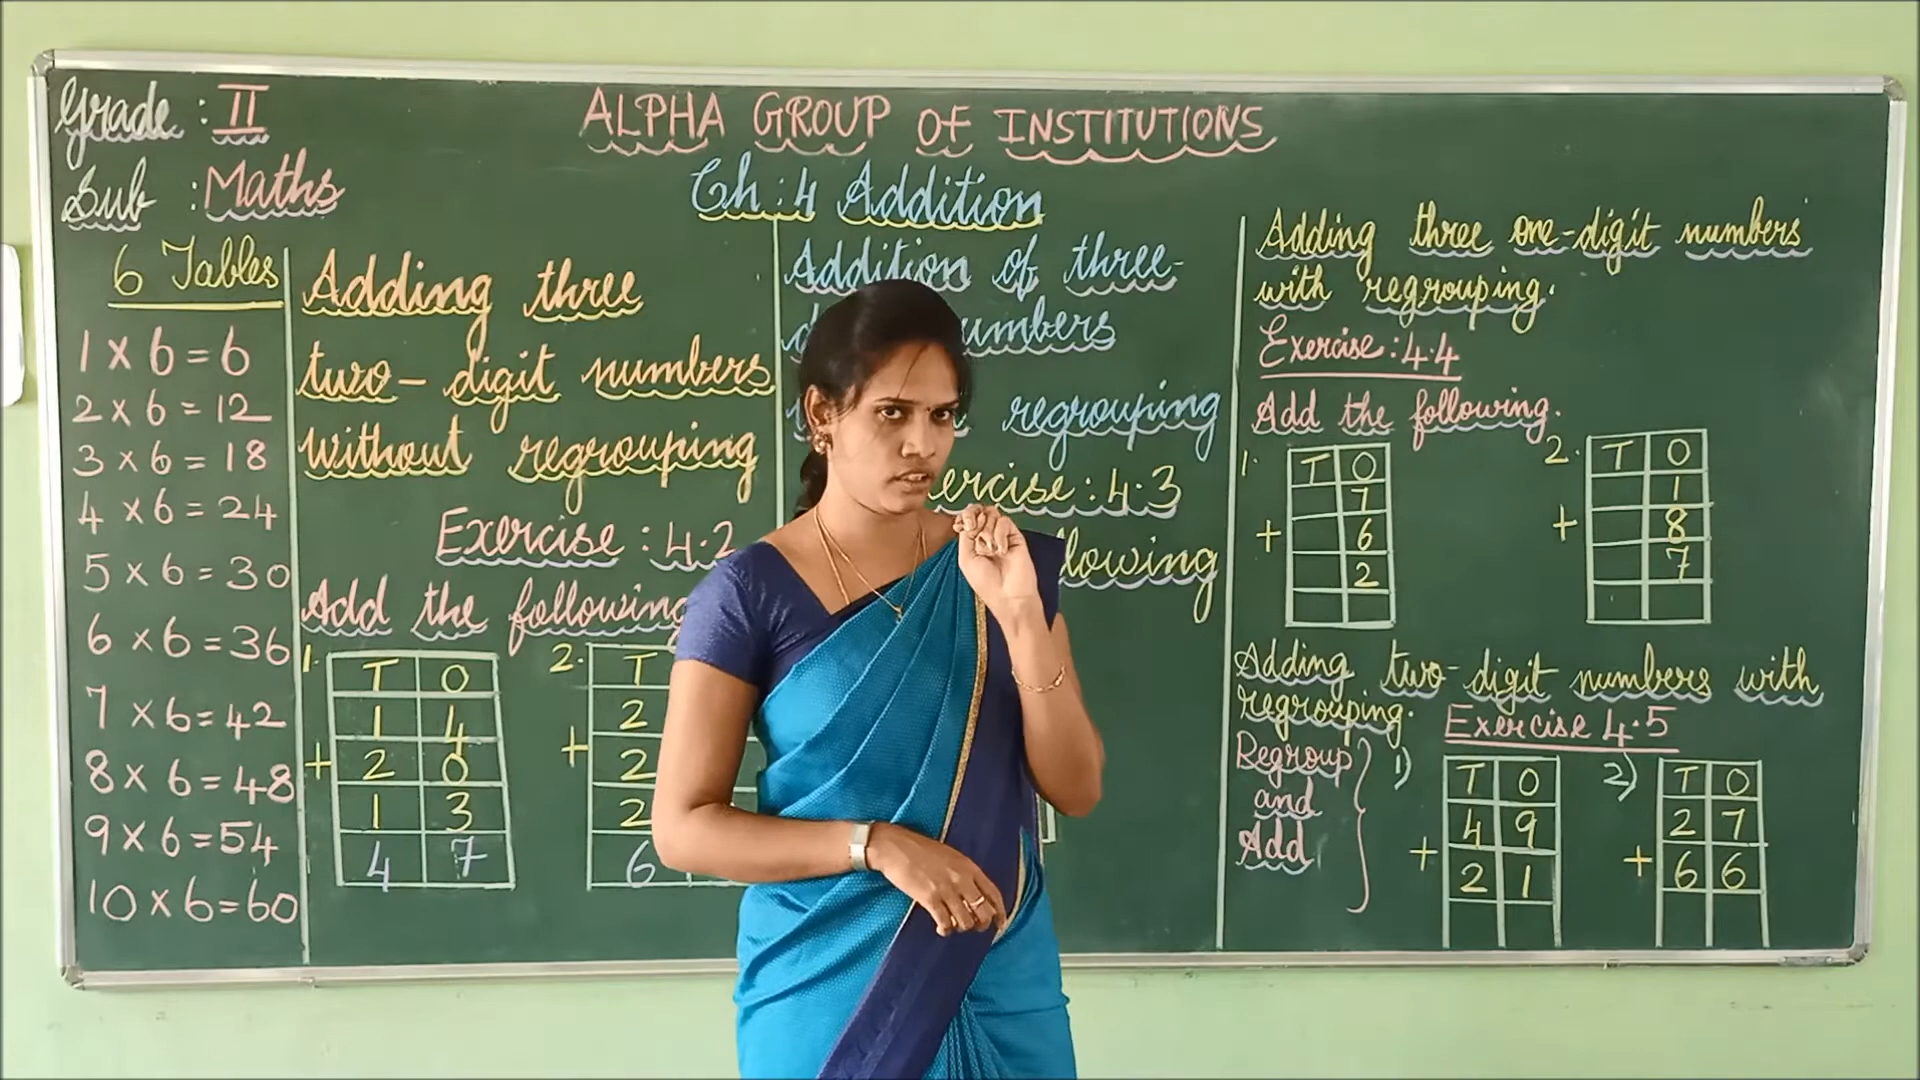 Grade : II
Sub : Maths
ALPHA GROUP OF INSTITUTIONS
Ch : 4 Addition
6 Tables
1 x 6 = 6
2 x 6 = 12
3 x 6 = 18
4 x 6 = 24
5 x 6 = 30
6 x 6 = 36
7 x 6 = 42
8 x 6 = 48
9 x 6 = 54
10 x 6 = 60
Adding three
two-digit numbers
without regrouping
Exercise : 4.2
Add the following
1.
T O
1 4
+ 2 0
1 3
4 7
2.
T
2
+ 2
2
6
Addition of three-
numbers
regrouping
: 4.3
Adding three one-digit numbers
with regrouping.
Exercise : 4.4
Add the following.
1.
T O
7
+ 6
2
2.
T O
1
+ 8
7
Adding two-digit numbers with
regrouping.
Exercise 4.5
Regroup
and
Add
1)
T O
4 9
+ 2 1
2)
T O
2 7
+ 6 6